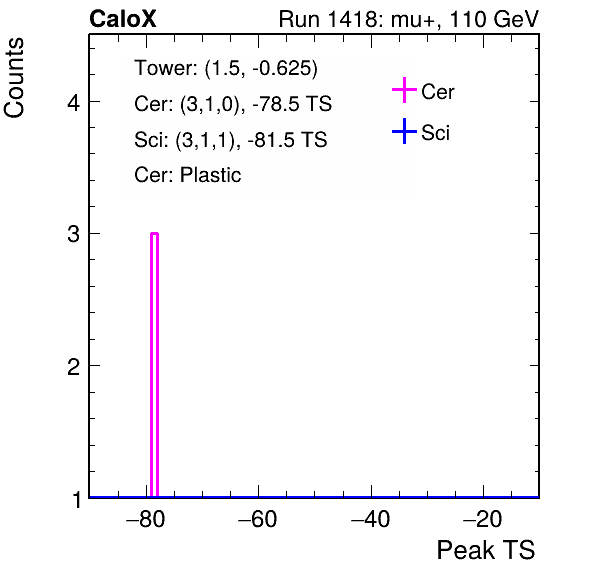 CaloX Run 1418: mu+, 110 GeV
Counts
Tower: (1.5, -0.625)
Cer: (3,1,0), -78.5 TS
Sci: (3,1,1), -81.5 TS
Cer: Plastic
Cer
Sci
4
3
2
1
−80 −60 −40 −20
Peak TS